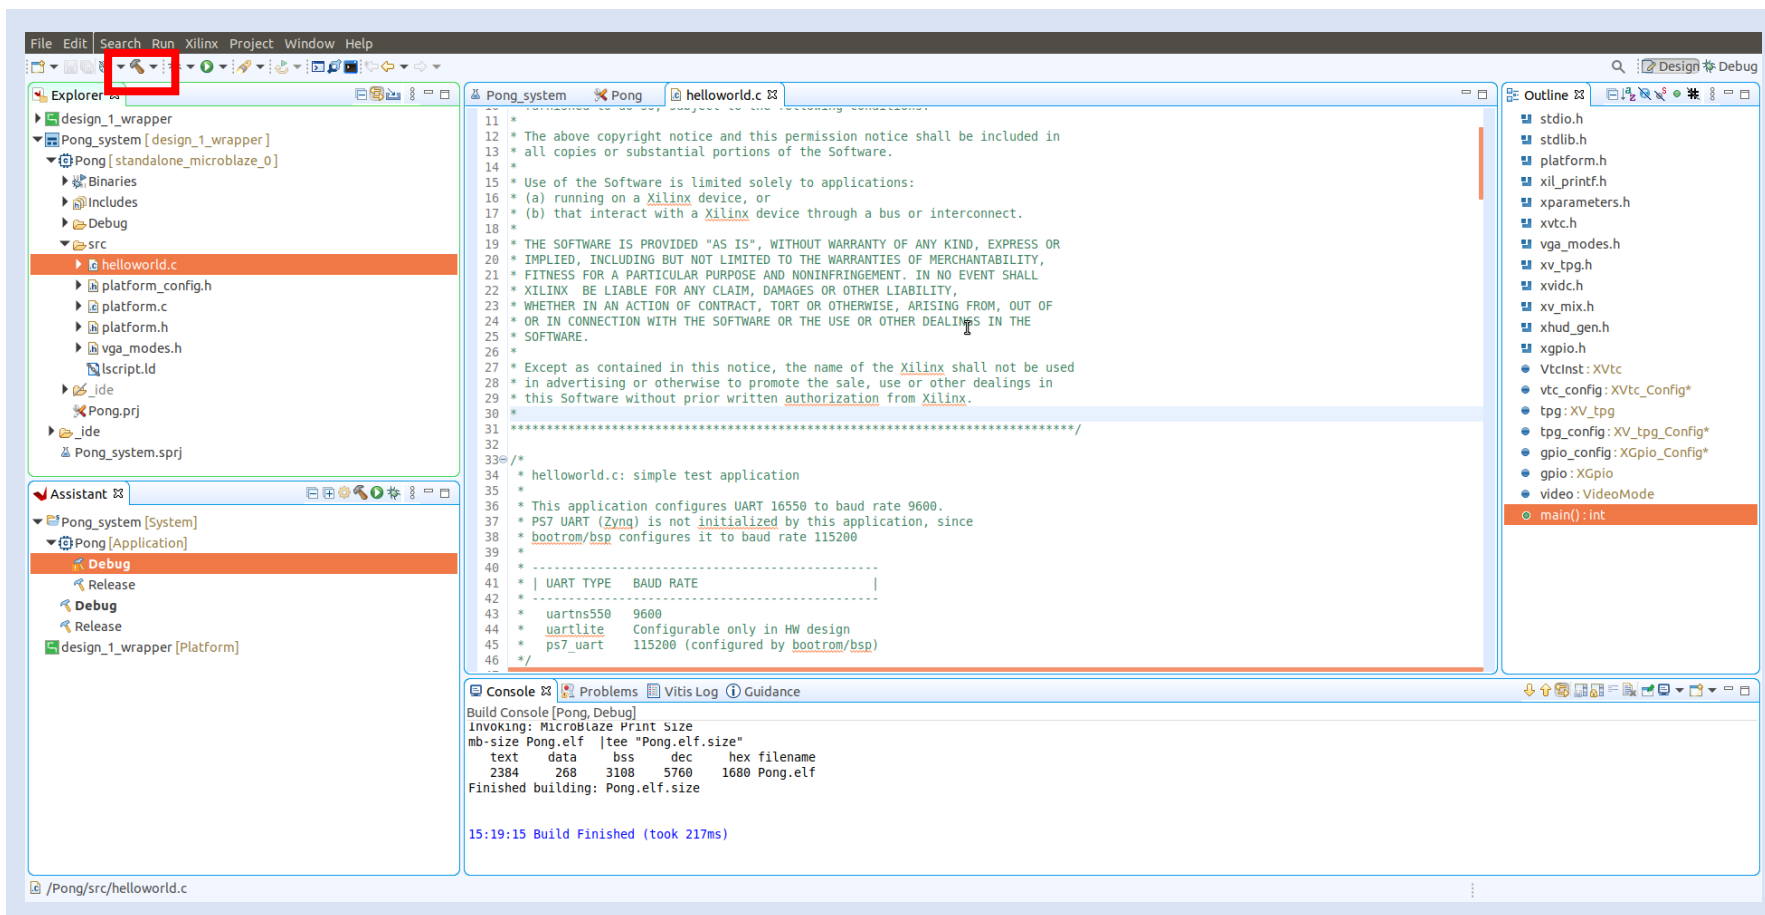 File Edit Search Run Xilinx Project Window Help
Design Debug
Explorer
design_1_wrapper
Pong_system [ design_1_wrapper ]
Pong [ standalone_microblaze_0 ]
Binaries
Includes
Debug
src
helloworld.c
platform_config.h
platform.c
platform.h
vga_modes.h
lscript.ld
_ide
Pong.prj
_ide
Pong_system.sprj
Assistant
Pong_system [System]
Pong [Application]
Debug
Release
Debug
Release
design_1_wrapper [Platform]
Pong_system Pong helloworld.c
11 *
12 * The above copyright notice and this permission notice shall be included in
13 * all copies or substantial portions of the Software.
14 *
15 * Use of the Software is limited solely to applications:
16 * (a) running on a Xilinx device, or
17 * (b) that interact with a Xilinx device through a bus or interconnect.
18 *
19 * THE SOFTWARE IS PROVIDED "AS IS", WITHOUT WARRANTY OF ANY KIND, EXPRESS OR
20 * IMPLIED, INCLUDING BUT NOT LIMITED TO THE WARRANTIES OF MERCHANTABILITY,
21 * FITNESS FOR A PARTICULAR PURPOSE AND NONINFRINGEMENT. IN NO EVENT SHALL
22 * XILINX  BE LIABLE FOR ANY CLAIM, DAMAGES OR OTHER LIABILITY,
23 * WHETHER IN AN ACTION OF CONTRACT, TORT OR OTHERWISE, ARISING FROM, OUT OF
24 * OR IN CONNECTION WITH THE SOFTWARE OR THE USE OR OTHER DEALINGS IN THE
25 * SOFTWARE.
26 *
27 * Except as contained in this notice, the name of the Xilinx shall not be used
28 * in advertising or otherwise to promote the sale, use or other dealings in
29 * this Software without prior written authorization from Xilinx.
30 *
31 ******************************************************************************/
32
33 /*
34 * helloworld.c: simple test application
35 *
36 * This application configures UART 16550 to baud rate 9600.
37 * PS7 UART (Zynq) is not initialized by this application, since
38 * bootrom/bsp configures it to baud rate 115200
39 *
40 * ------------------------------------------------
41 * | UART TYPE   BAUD RATE                        |
42 * ------------------------------------------------
43 *   uartns550   9600
44 *   uartlite    Configurable only in HW design
45 *   ps7_uart    115200 (configured by bootrom/bsp)
46 */
Outline
stdio.h
stdlib.h
platform.h
xil_printf.h
xparameters.h
xvtc.h
vga_modes.h
xv_tpg.h
xvidc.h
xv_mix.h
xhud_gen.h
xgpio.h
VtcInst : XVtc
vtc_config : XVtc_Config*
tpg : XV_tpg
tpg_config : XV_tpg_Config*
gpio_config : XGpio_Config*
gpio : XGpio
video : VideoMode
main() : int
Console Problems Vitis Log Guidance
Build Console [Pong, Debug]
Invoking: MicroBlaze Print Size
mb-size Pong.elf  |tee "Pong.elf.size"
text data bss dec hex filename
2384 268 3108 5760 1680 Pong.elf
Finished building: Pong.elf.size
15:19:15 Build Finished (took 217ms)
/Pong/src/helloworld.c